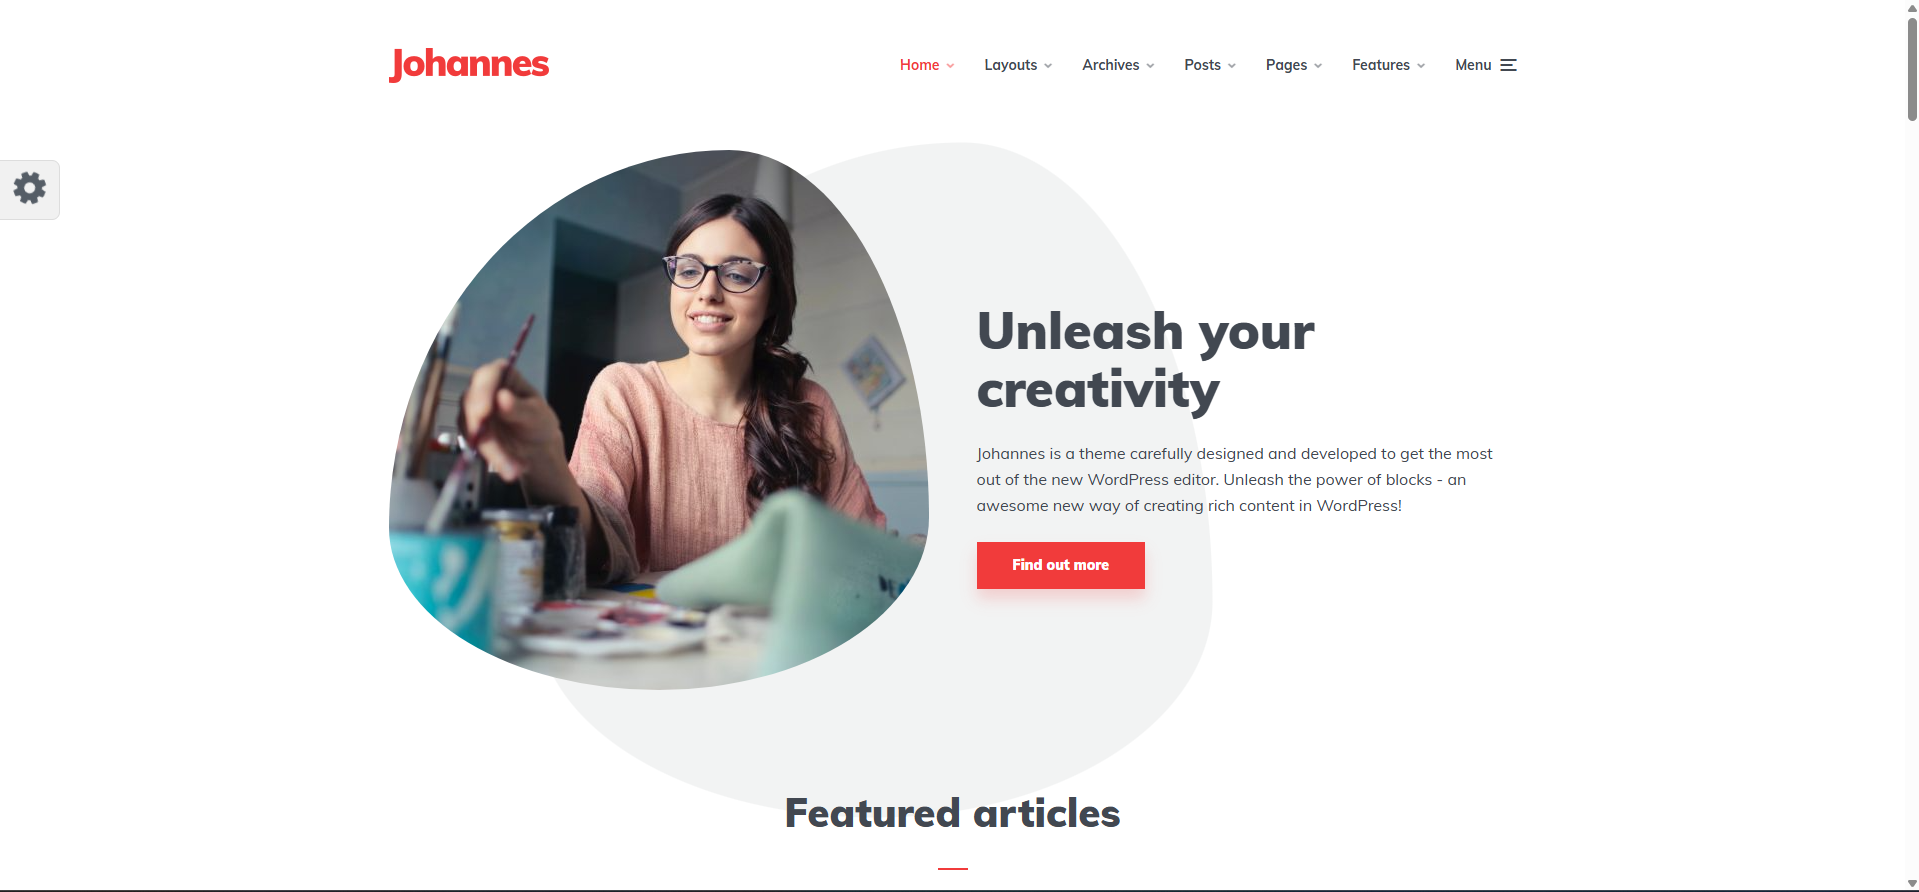 Johannes
Home Layouts Archives Posts Pages Features Menu
Unleash your
creativity
Johannes is a theme carefully designed and developed to get the most
out of the new WordPress editor. Unleash the power of blocks - an
awesome new way of creating rich content in WordPress!
Find out more
Featured articles